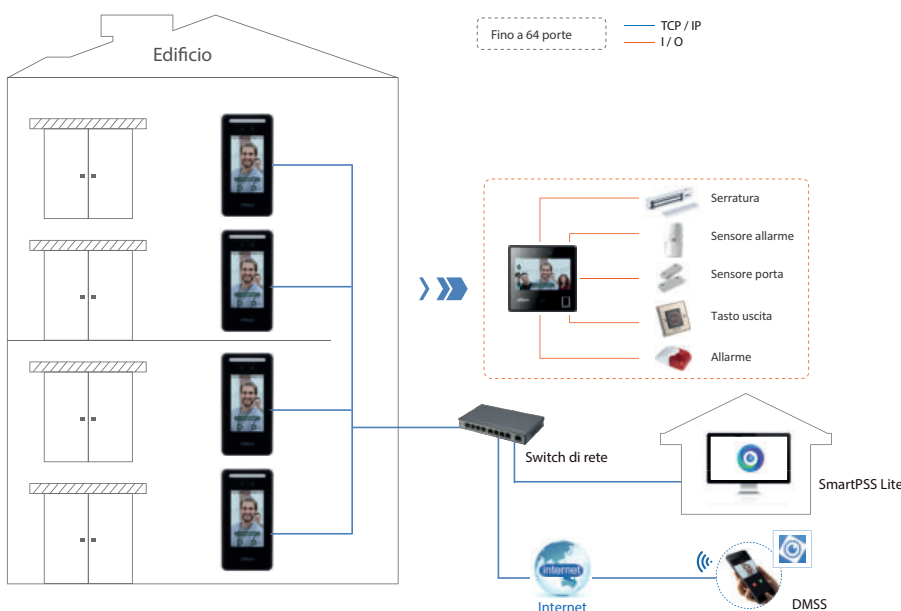 Edificio
Fino a 64 porte
TCP / IP
I / O
Serratura
Sensore allarme
Sensore porta
Tasto uscita
Allarme
Switch di rete
SmartPSS Lite
internet
Internet
DMSS